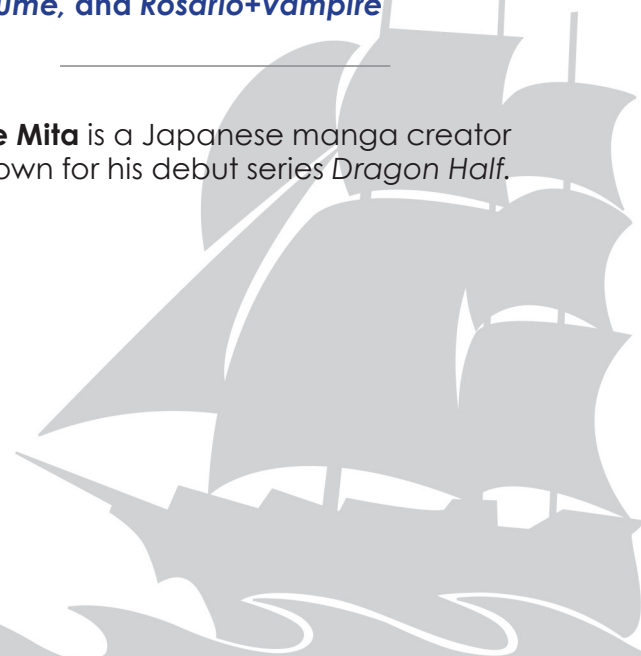 ume, and Rosario+Vampire
e Mita is a Japanese manga creator
own for his debut series Dragon Half.